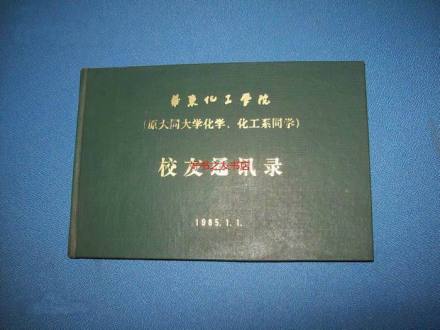 华东化工学院
(原大同大学化学、化工系同学)
校友通讯录
1985.1.1.